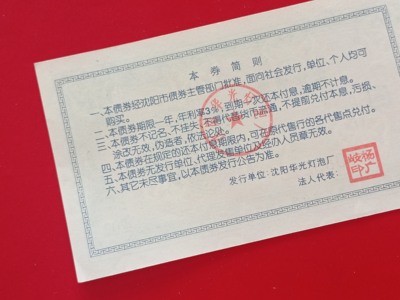 本券简则
一、本债券经沈阳市债券主管部门批准，面向社会发行，单位、个人均可
购买。
二、本债券期限一年，年利率3%，到期一次还本付息，逾期不计息。
三、本债券不记名，不挂失，不得代替货币流通，不提前兑付本息，污损、
涂改无效，伪造者，依法论处。
四、本债券在规定的还本付息期限内，可在原代售行的各代售点兑付。
五、本债券无发行单位、代理发售单位及经办人员章无效。
六、其它未尽事宜，以本债券发行公告为准。
发行单位：沈阳华光灯泡厂
法人代表：